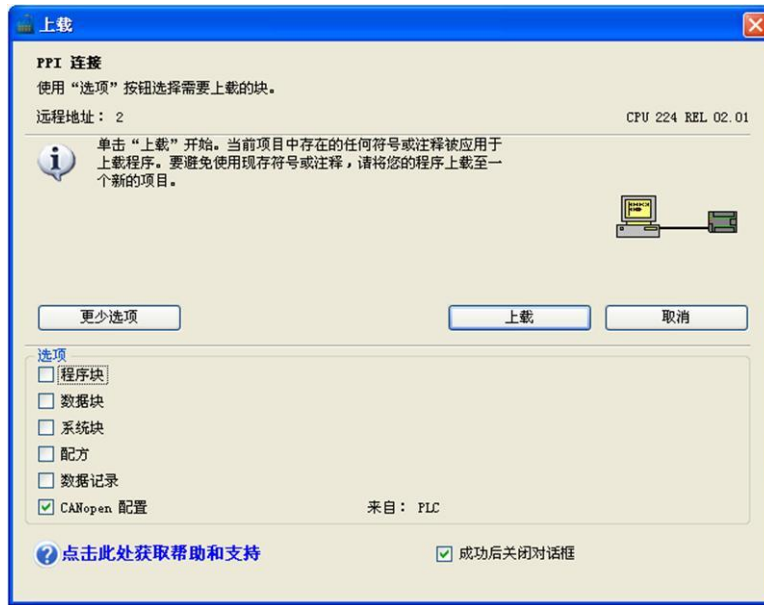 上载
PPI 连接
使用“选项”按钮选择需要上载的块。
远程地址： 2
CPU 224 REL 02.01
单击“上载”开始。当前项目中存在的任何符号或注释被应用于
上载程序。要避免使用现存符号或注释，请将您的程序上载至一
个新的项目。
更少选项
上载
取消
选项
程序块
数据块
系统块
配方
数据记录
CANopen 配置
来自： PLC
点击此处获取帮助和支持
成功后关闭对话框